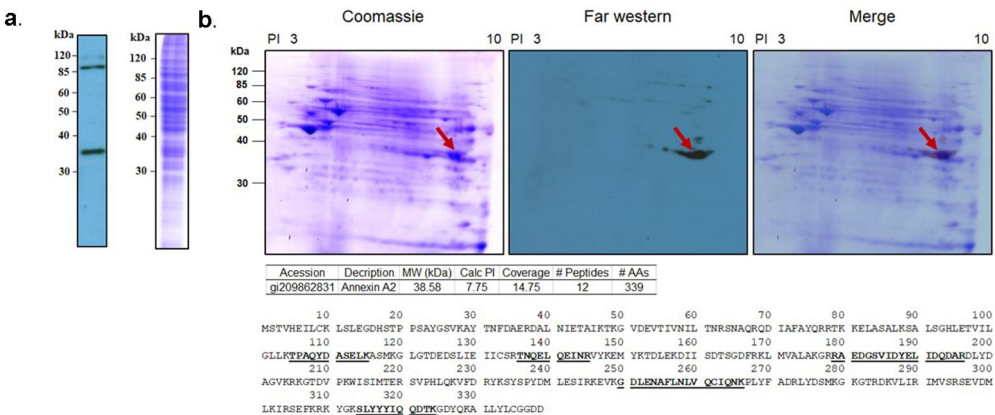 a.
b.
Coomassie Far western Merge
PI 3 10 PI 3 10 PI 3 10
kDa
120
85
60
50
40
30
kDa
120
85
60
50
40
30
kDa
120
85
60
50
40
30
Acession Decription MW (kDa) Calc PI Coverage # Peptides # AAs
gi209862831 Annexin A2 38.58 7.75 14.75 12 339
10 20 30 40 50 60 70 80 90 100
MSTVHEILCK LSLEGDHSTP PSAYGSVKAY TNFDAERDAL NIETAIKTKG VDEVTIVNIL TNRSNAQRQD IAFAYQRRTK KELASALKSA LSGHLETVIL
110 120 130 140 150 160 170 180 190 200
GLLKTPAQYD ASELKASMKG LGTDEDSLIE IICSRTNQEL QEINRVYKEM YKTDLEKDII SDTSGDFRKL MVALAKGRRA EDGSVIDYEL IDQDARDLYD
210 220 230 240 250 260 270 280 290 300
AGVKRKGTDV PKWISIMTER SVPHLQKVFD RYKSYSPYDM LESIRKEVKG DLENAFLNLV QCIQNKPLYF ADRLYDSMKG KGTRDKVLIR IMVSRSEVDM
310 320 330
LKIRSEFKRK YGKSLYYYIQ QDTKGDYQKA LLYLCGGDD